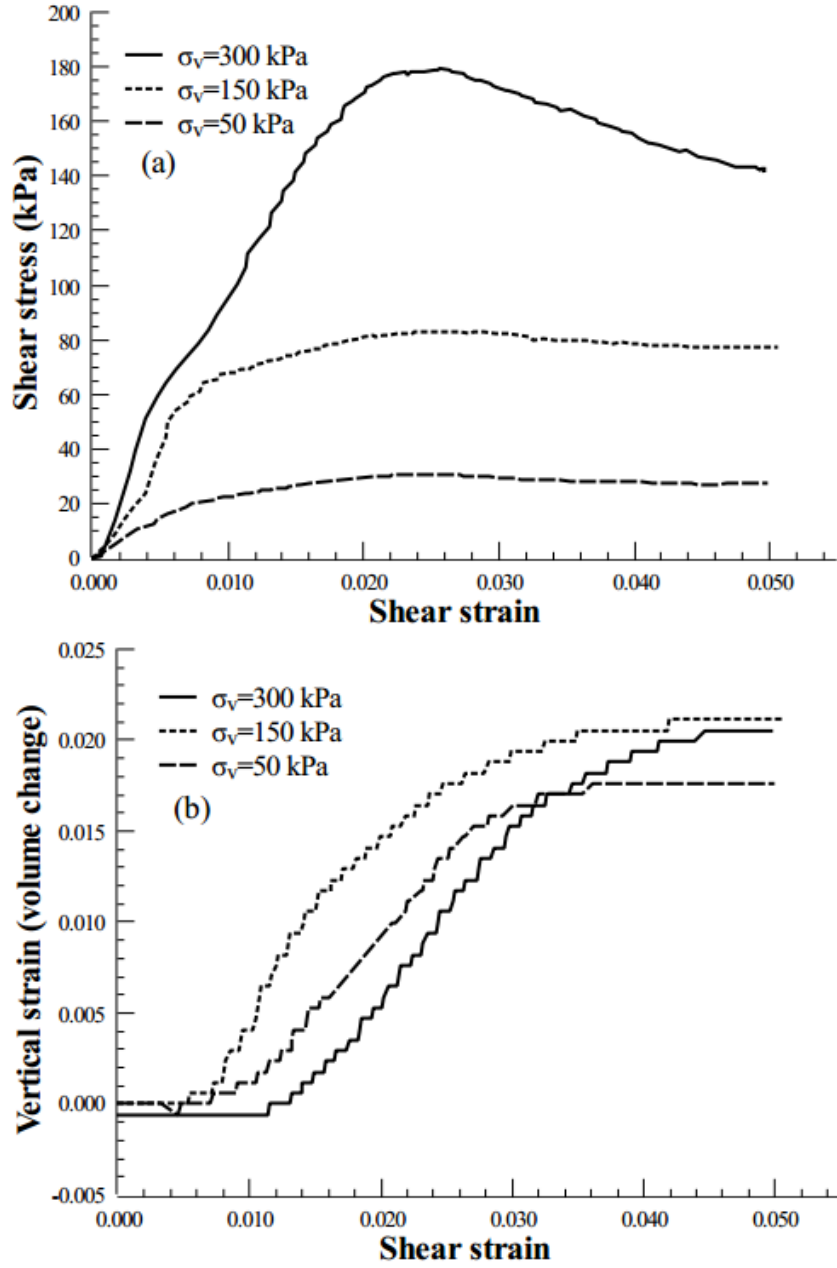 200
180
160
140
120
100
80
60
40
20
0
Shear stress (kPa)
σv=300 kPa
σv=150 kPa
σv=50 kPa
(a)
0.000 0.010 0.020 0.030 0.040 0.050
Shear strain
0.025
0.020
0.015
0.010
0.005
0.000
-0.005
Vertical strain (volume change)
σv=300 kPa
σv=150 kPa
σv=50 kPa
(b)
0.000 0.010 0.020 0.030 0.040 0.050
Shear strain